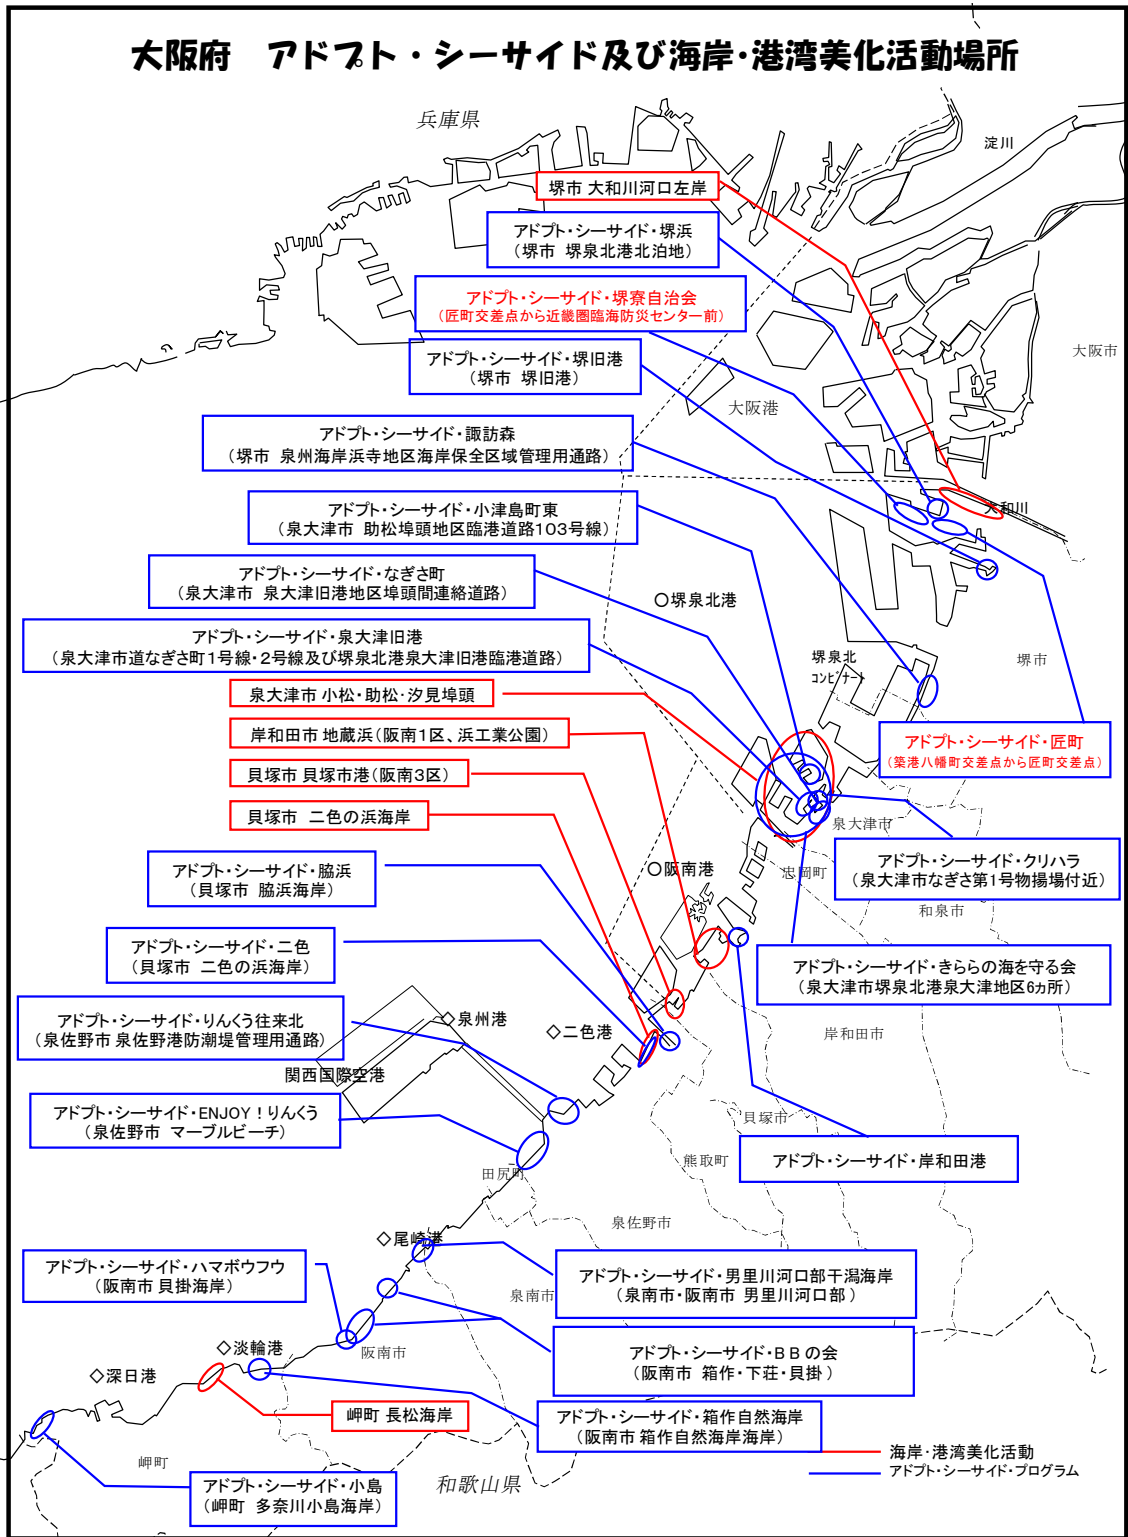 大阪府　アドプト・シーサイド及び海岸・港湾美化活動場所
兵庫県
淀川
堺市 大和川河口左岸
アドプト・シーサイド・堺浜
（堺市 堺泉北港北泊地）
アドプト・シーサイド・堺寮自治会
（匠町交差点から近畿圏臨海防災センター前）
大阪市
アドプト・シーサイド・堺旧港
（堺市 堺旧港）
大阪港
アドプト・シーサイド・諏訪森
（堺市 泉州海岸浜寺地区海岸保全区域管理用通路）
アドプト・シーサイド・小津島町東
（泉大津市 助松埠頭地区臨港道路103号線）
大和川
アドプト・シーサイド・なぎさ町
（泉大津市 泉大津旧港地区埠頭間連絡道路）
○堺泉北港
アドプト・シーサイド・泉大津旧港
（泉大津市道なぎさ町1号線・2号線及び堺泉北港泉大津旧港臨港道路）
堺泉北
コンビナート
堺市
泉大津市 小松・助松・汐見埠頭
岸和田市 地蔵浜（阪南1区、浜工業公園）
アドプト・シーサイド・匠町
（築港八幡町交差点から匠町交差点）
貝塚市 貝塚市港（阪南3区）
貝塚市 二色の浜海岸
泉大津市
アドプト・シーサイド・脇浜
（貝塚市 脇浜海岸）
○阪南港
忠岡町
アドプト・シーサイド・クリハラ
（泉大津市なぎさ第1号物揚場付近）
和泉市
アドプト・シーサイド・二色
（貝塚市 二色の浜海岸）
アドプト・シーサイド・きららの海を守る会
（泉大津市堺泉北港泉大津地区6ヵ所）
アドプト・シーサイド・りんくう往来北
（泉佐野市 泉佐野港防潮堤管理用通路）
◇泉州港
◇二色港
岸和田市
関西国際空港
アドプト・シーサイド・ENJOY！りんくう
（泉佐野市 マーブルビーチ）
貝塚市
熊取町
アドプト・シーサイド・岸和田港
田尻町
泉佐野市
◇尾崎港
アドプト・シーサイド・ハマボウフウ
（阪南市 貝掛海岸）
アドプト・シーサイド・男里川河口部干潟海岸
（泉南市・阪南市 男里川河口部）
泉南市
◇淡輪港
阪南市
アドプト・シーサイド・BBの会
（阪南市 箱作・下荘・貝掛）
◇深日港
岬町 長松海岸
アドプト・シーサイド・箱作自然海岸
（阪南市 箱作自然海岸海岸）
海岸・港湾美化活動
アドプト・シーサイド・プログラム
岬町
和歌山県
アドプト・シーサイド・小島
（岬町 多奈川小島海岸）